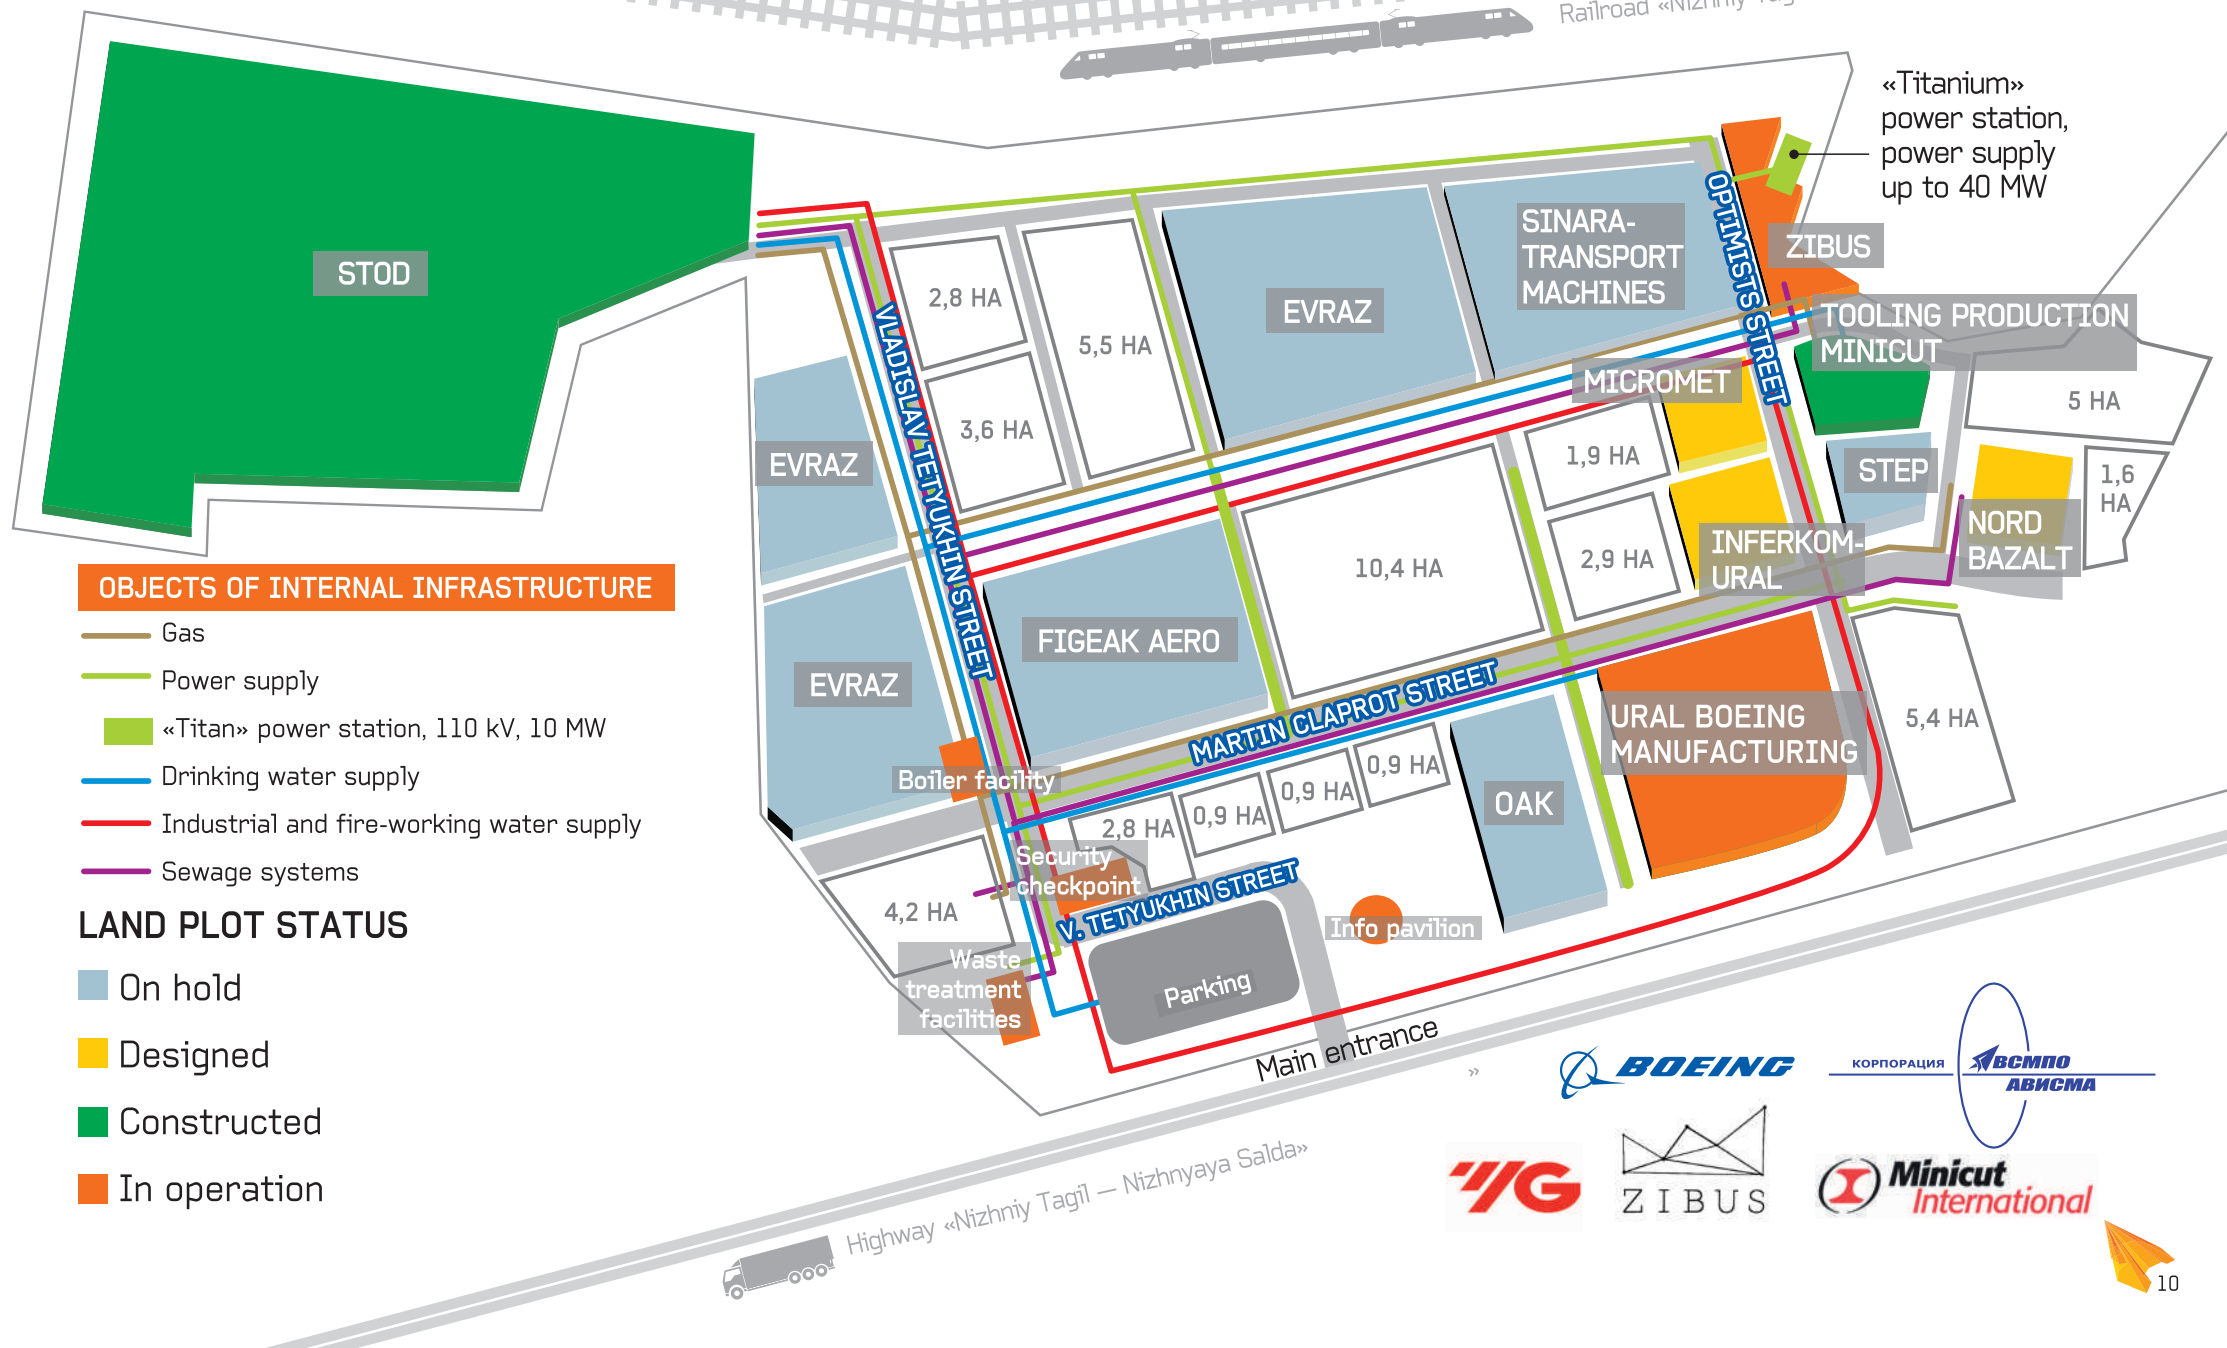 Railroad «Nizhniy Tag
«Titanium»
power station,
power supply
up to 40 MW
STOD
2,8 HA
5,5 HA
3,6 HA
EVRAZ
SINARA-
TRANSPORT
MACHINES
OPTIMISTS STREET
ZIBUS
TOOLING PRODUCTION
MINICUT
MICROMET
5 HA
1,9 HA
STEP
1,6
HA
NORD
BAZALT
VLADISLAV TETYUKHIN STREET
EVRAZ
EVRAZ
FIGEAK AERO
10,4 HA
2,9 HA
INFERKOM-
URAL
MARTIN CLAPROT STREET
URAL BOEING
MANUFACTURING
5,4 HA
Boiler facility
2,8 HA
0,9 HA
0,9 HA
0,9 HA
OAK
Security
checkpoint
4,2 HA
V. TETYUKHIN STREET
Info pavilion
Waste
treatment
facilities
Parking
Main entrance
»
Highway «Nizhniy Tagil — Nizhnyaya Salda»
OBJECTS OF INTERNAL INFRASTRUCTURE
Gas
Power supply
«Titan» power station, 110 kV, 10 MW
Drinking water supply
Industrial and fire-working water supply
Sewage systems
LAND PLOT STATUS
On hold
Designed
Constructed
In operation
BOEING
КОРПОРАЦИЯ
ВСМПО
АВИСМА
YG
ZIBUS
Minicut
International
10